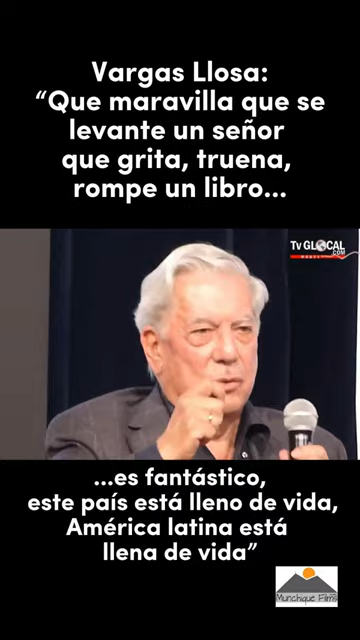 Vargas Llosa:
“Que maravilla que se
levante un señor
que grita, truena,
rompe un libro...
Tv GLOCAL
.COM
...es fantástico,
este país está lleno de vida,
América latina está
llena de vida”
Munchique Films